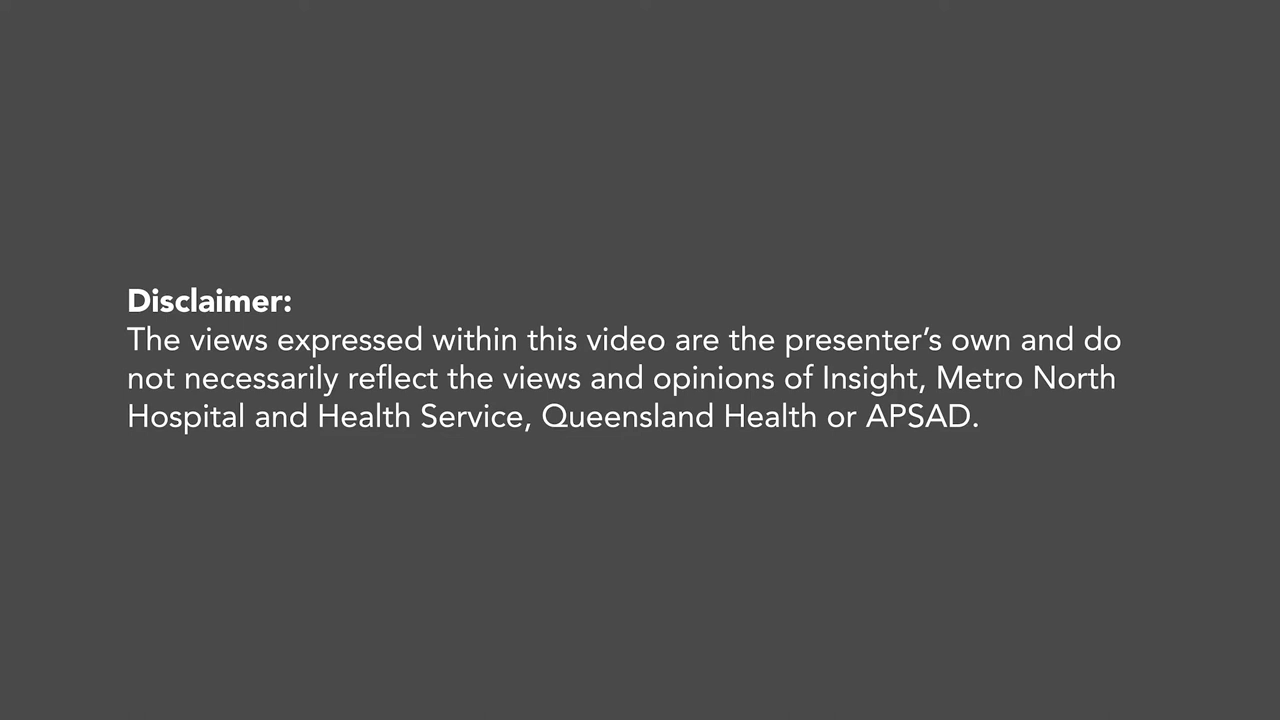 Disclaimer:
The views expressed within this video are the presenter’s own and do
not necessarily reflect the views and opinions of Insight, Metro North
Hospital and Health Service, Queensland Health or APSAD.